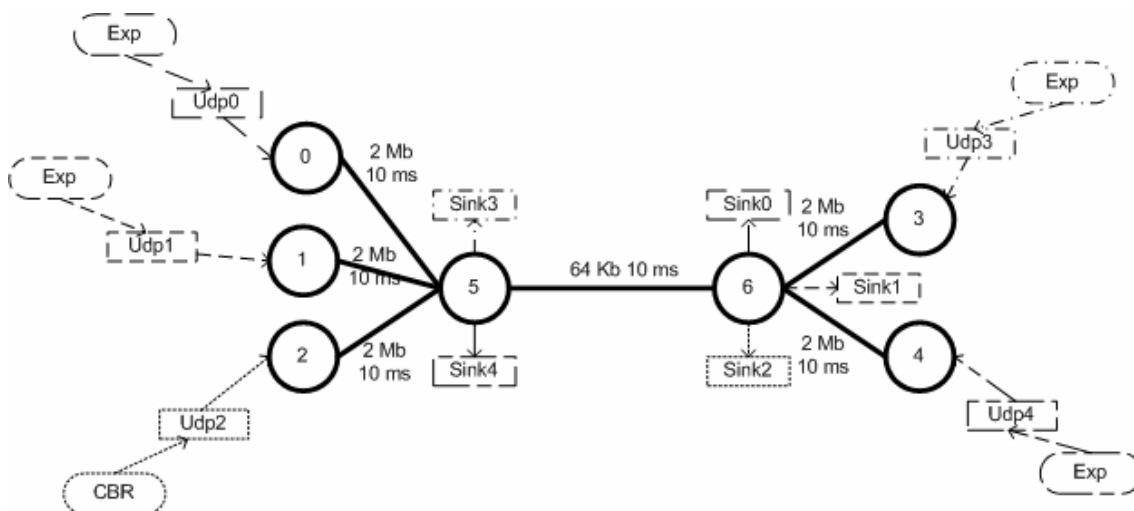 Exp
Udp0
0
2 Mb
10 ms
Exp
Udp1
1
2 Mb
10 ms
2
2 Mb
10 ms
Udp2
CBR
Sink3
5
Sink4
64 Kb 10 ms
Sink0
6
Sink1
Sink2
2 Mb
10 ms
Exp
Udp3
3
2 Mb
10 ms
4
Udp4
Exp